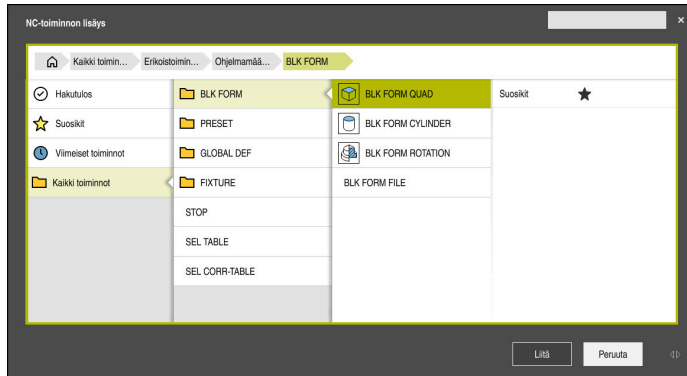 NC-toiminnon lisäys
Kaikki toimin... Erikoistoimin... Ohjelmamää... BLK FORM
Hakutulos
Suosikit
Viimeiset toiminnot
Kaikki toiminnot
BLK FORM
PRESET
GLOBAL DEF
FIXTURE
STOP
SEL TABLE
SEL CORR-TABLE
BLK FORM QUAD
BLK FORM CYLINDER
BLK FORM ROTATION
BLK FORM FILE
Suosikit
Liitä
Peruuta